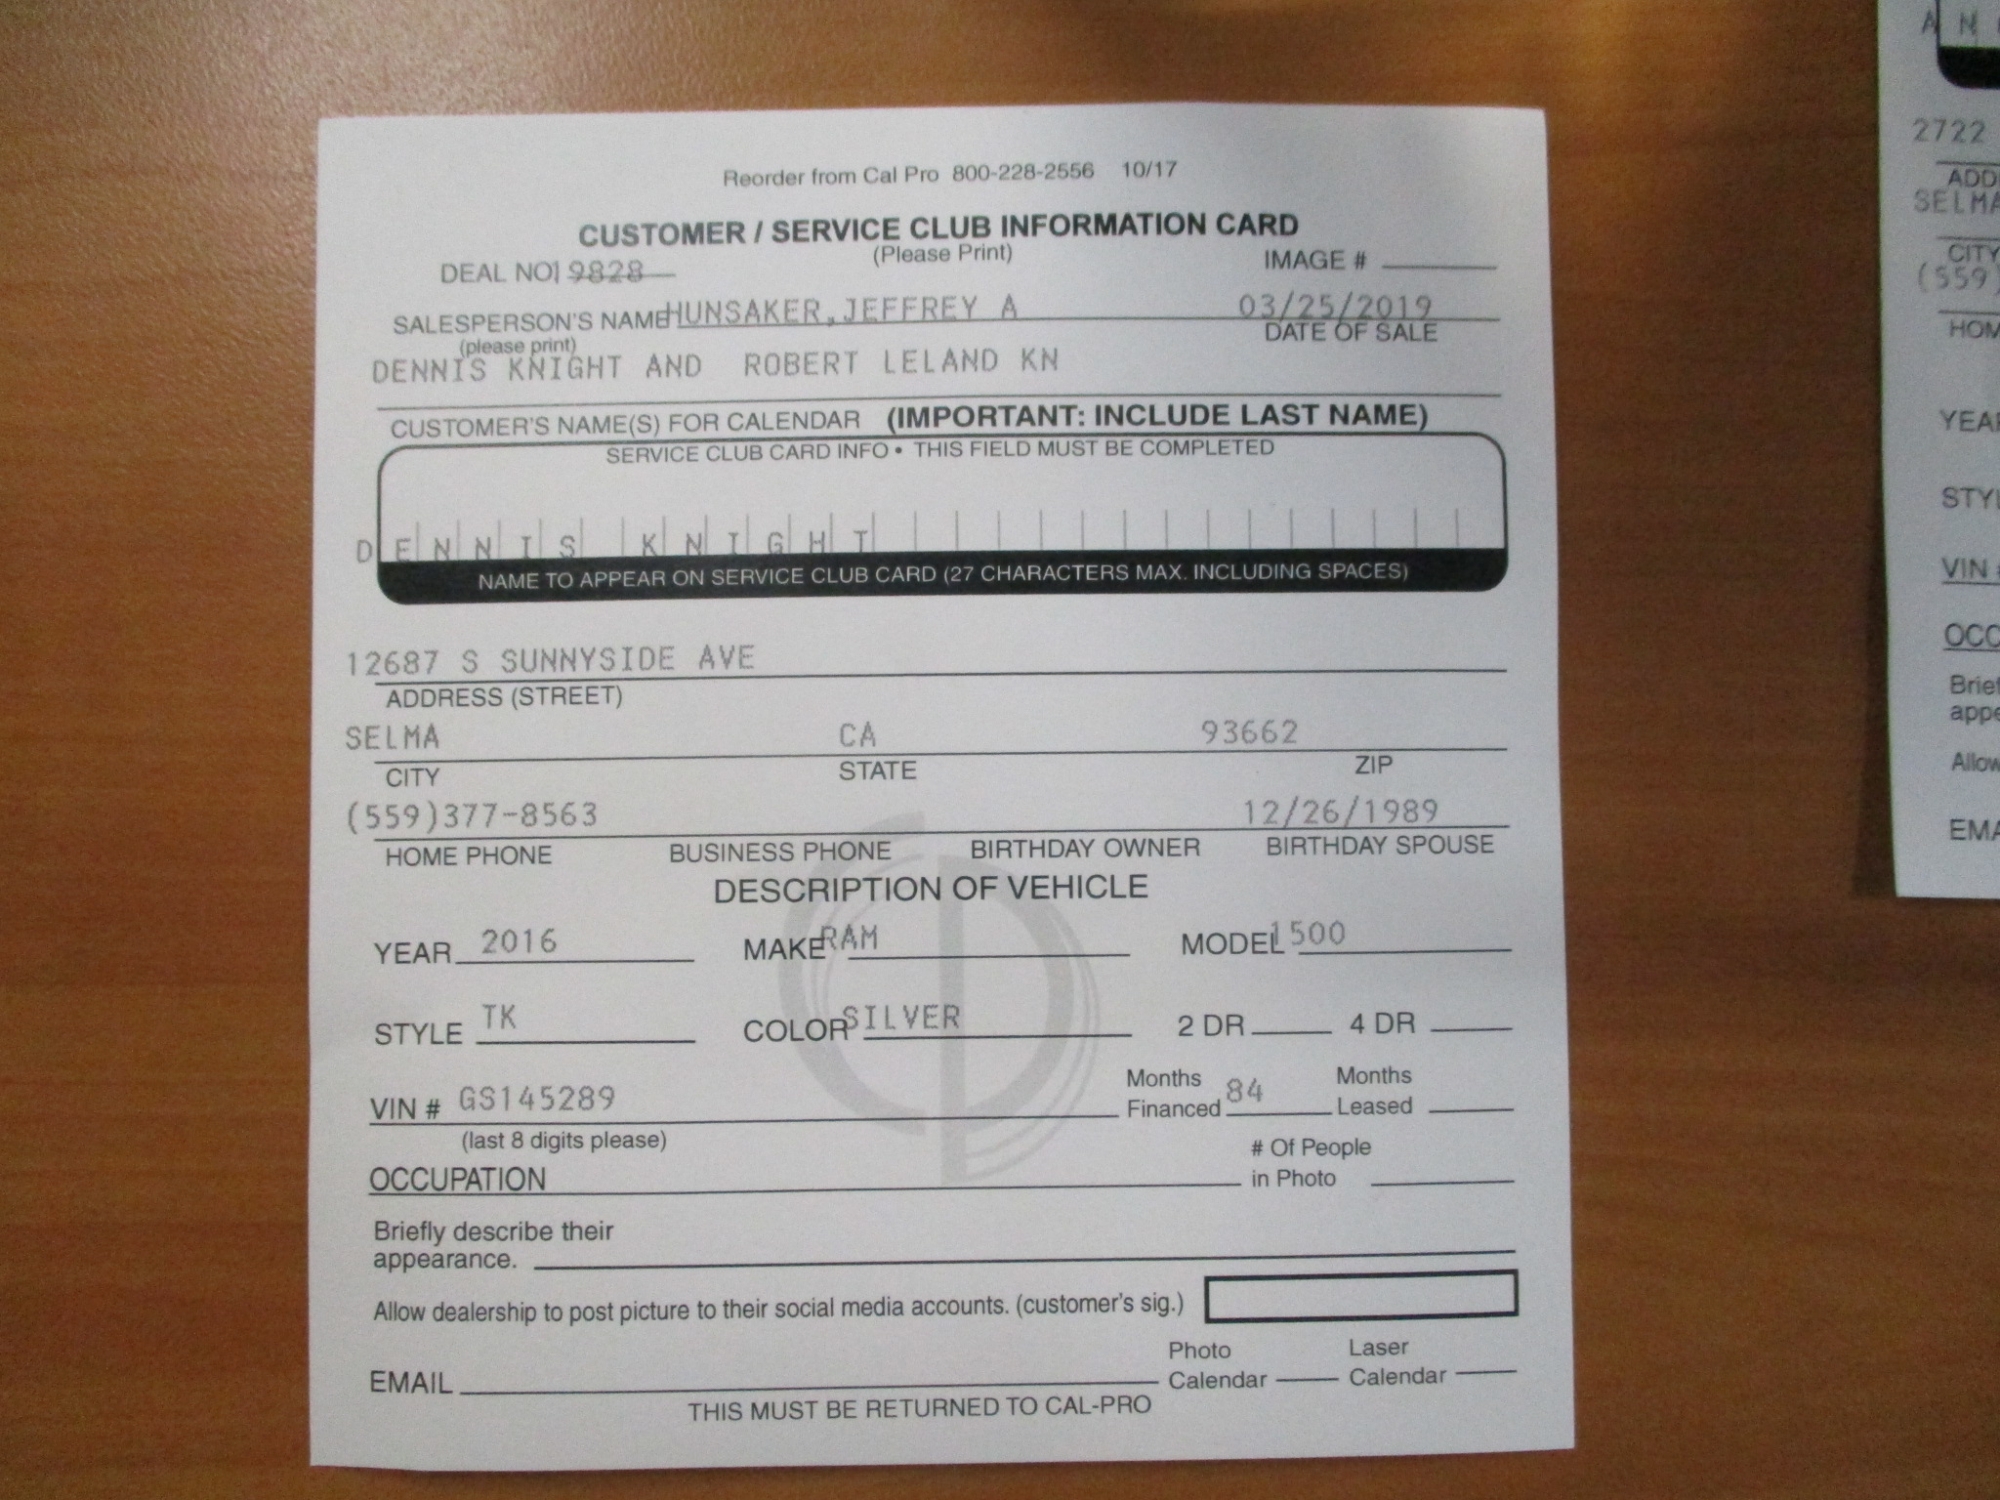 Reorder from Cal Pro 800-228-2556 10/17
CUSTOMER / SERVICE CLUB INFORMATION CARD
(Please Print)
DEAL NO 19828 IMAGE #
SALESPERSON'S NAME HUNSAKER,JEFFREY A 03/25/2019
(please print) DATE OF SALE
DENNIS KNIGHT AND ROBERT LELAND KN
CUSTOMER'S NAME(S) FOR CALENDAR (IMPORTANT: INCLUDE LAST NAME)
SERVICE CLUB CARD INFO • THIS FIELD MUST BE COMPLETED
DENNIS KNIGHT
NAME TO APPEAR ON SERVICE CLUB CARD (27 CHARACTERS MAX. INCLUDING SPACES)
12687 S SUNNYSIDE AVE
ADDRESS (STREET)
SELMA CA 93662
CITY STATE ZIP
(559)377-8563 12/26/1989
HOME PHONE BUSINESS PHONE BIRTHDAY OWNER BIRTHDAY SPOUSE
DESCRIPTION OF VEHICLE
YEAR 2016 MAKE RAM MODEL 1500
STYLE TK COLOR SILVER 2 DR 4 DR
VIN # GS145289 Months Financed 84 Months Leased
(last 8 digits please)
OCCUPATION # Of People in Photo
Briefly describe their
appearance.
Allow dealership to post picture to their social media accounts. (customer's sig.)
EMAIL Photo Calendar Laser Calendar
THIS MUST BE RETURNED TO CAL-PRO
2722
SELMA
CITY
(559)
VIN